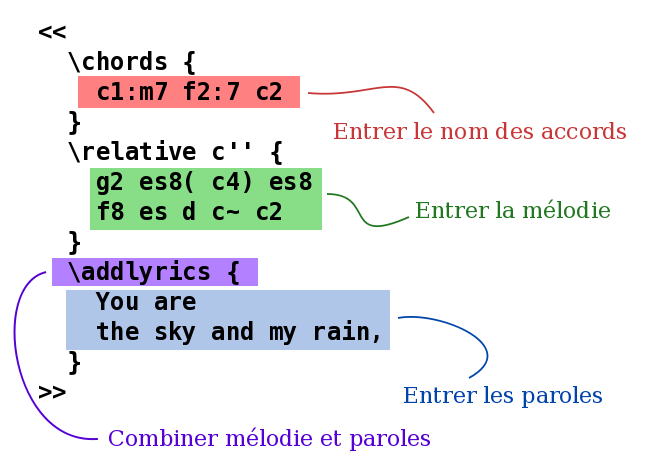 <<
\chords {
c1:m7 f2:7 c2
}
Entrer le nom des accords
\relative c'' {
g2 es8( c4) es8
f8 es d c~ c2
Entrer la mélodie
}
\addlyrics {
You are
the sky and my rain,
}
>>
Entrer les paroles
Combiner mélodie et paroles